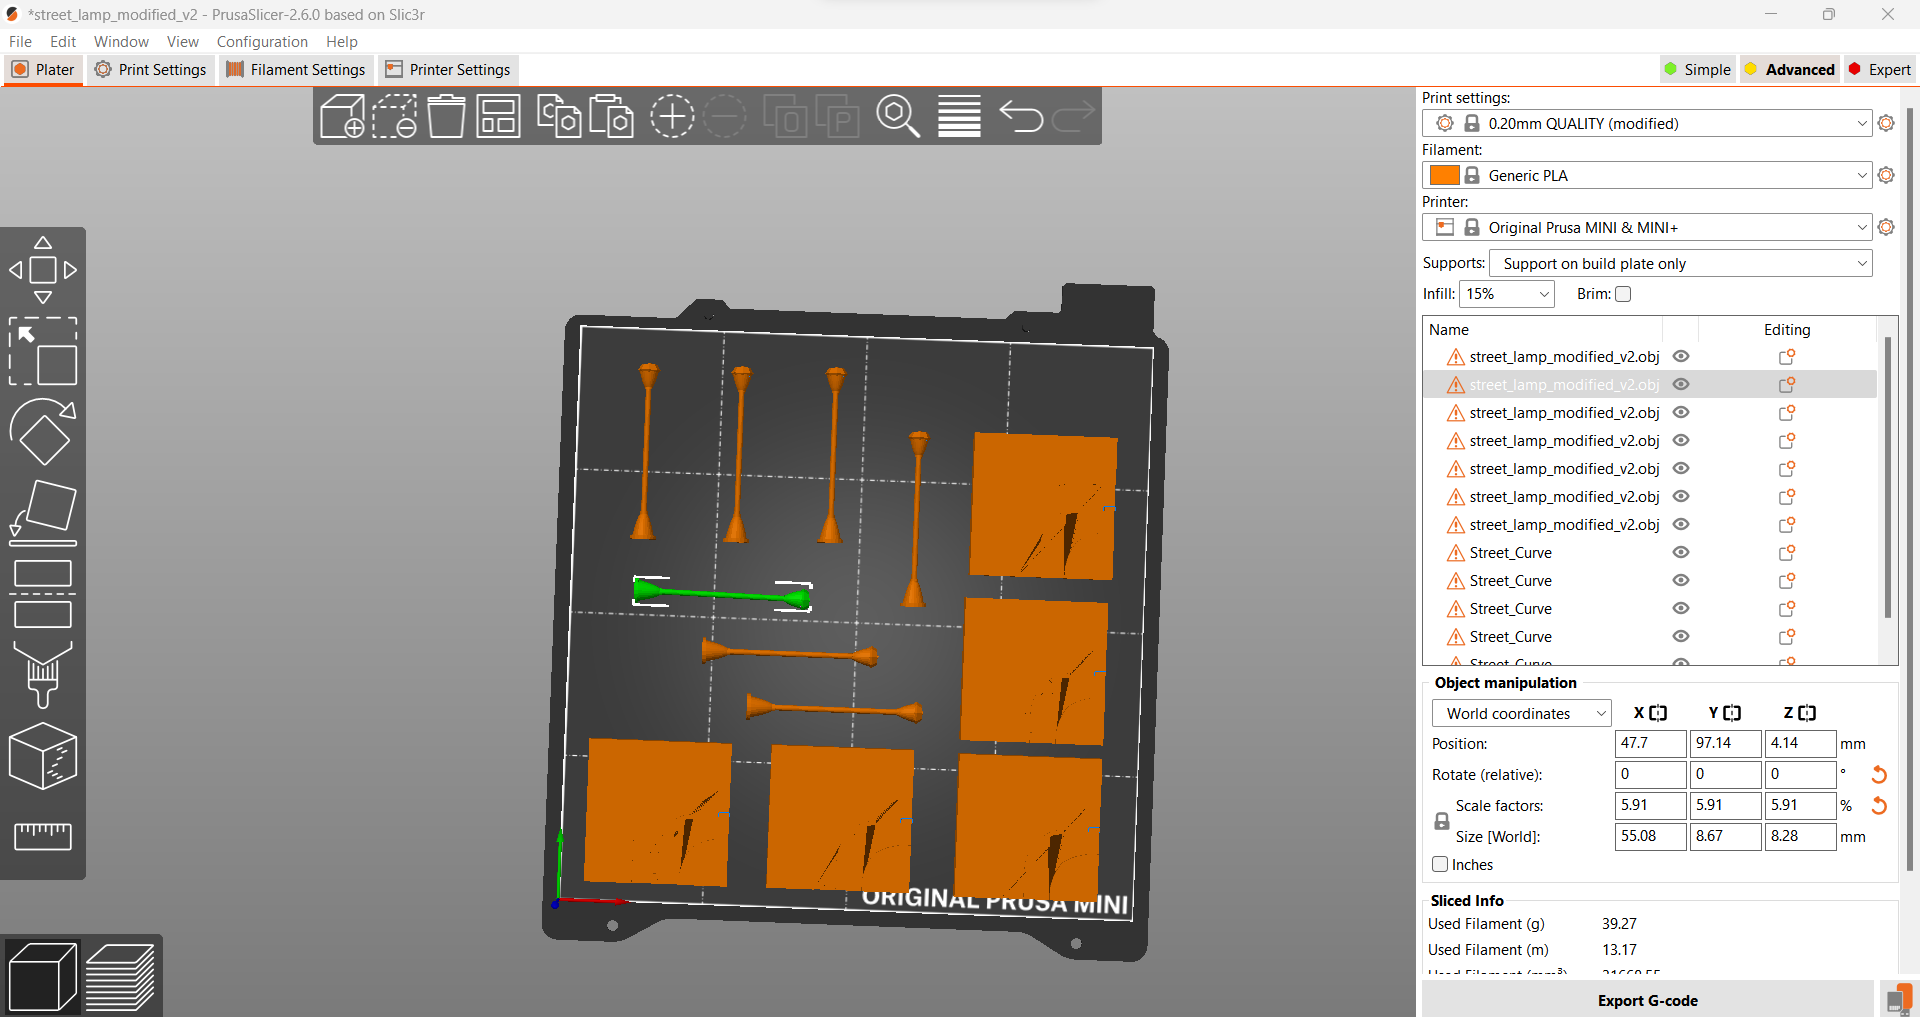 *street_lamp_modified_v2 - PrusaSlicer-2.6.0 based on Slic3r
File Edit Window View Configuration Help
Plater Print Settings Filament Settings Printer Settings Simple Advanced Expert
Print settings:
0.20mm QUALITY (modified)
Filament:
Generic PLA
Printer:
Original Prusa MINI & MINI+
Supports: Support on build plate only
Infill: 15% Brim:
Name Editing
street_lamp_modified_v2.obj
street_lamp_modified_v2.obj
street_lamp_modified_v2.obj
street_lamp_modified_v2.obj
street_lamp_modified_v2.obj
street_lamp_modified_v2.obj
street_lamp_modified_v2.obj
Street_Curve
Street_Curve
Street_Curve
Street_Curve
Street_Curve
Object manipulation
World coordinates X Y Z
Position: 47.7 97.14 4.14 mm
Rotate (relative): 0 0 0 °
Scale factors: 5.91 5.91 5.91 %
Size [World]: 55.08 8.67 8.28 mm
Inches
Sliced Info
Used Filament (g) 39.27
Used Filament (m) 13.17
Used Filament (mm³) 31669.55
Export G-code
ORIGINAL PRUSA MINI